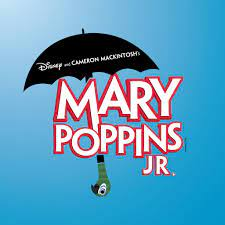 Disney AND CAMERON MACKINTOSH'S
MARY
POPPINS
JR.